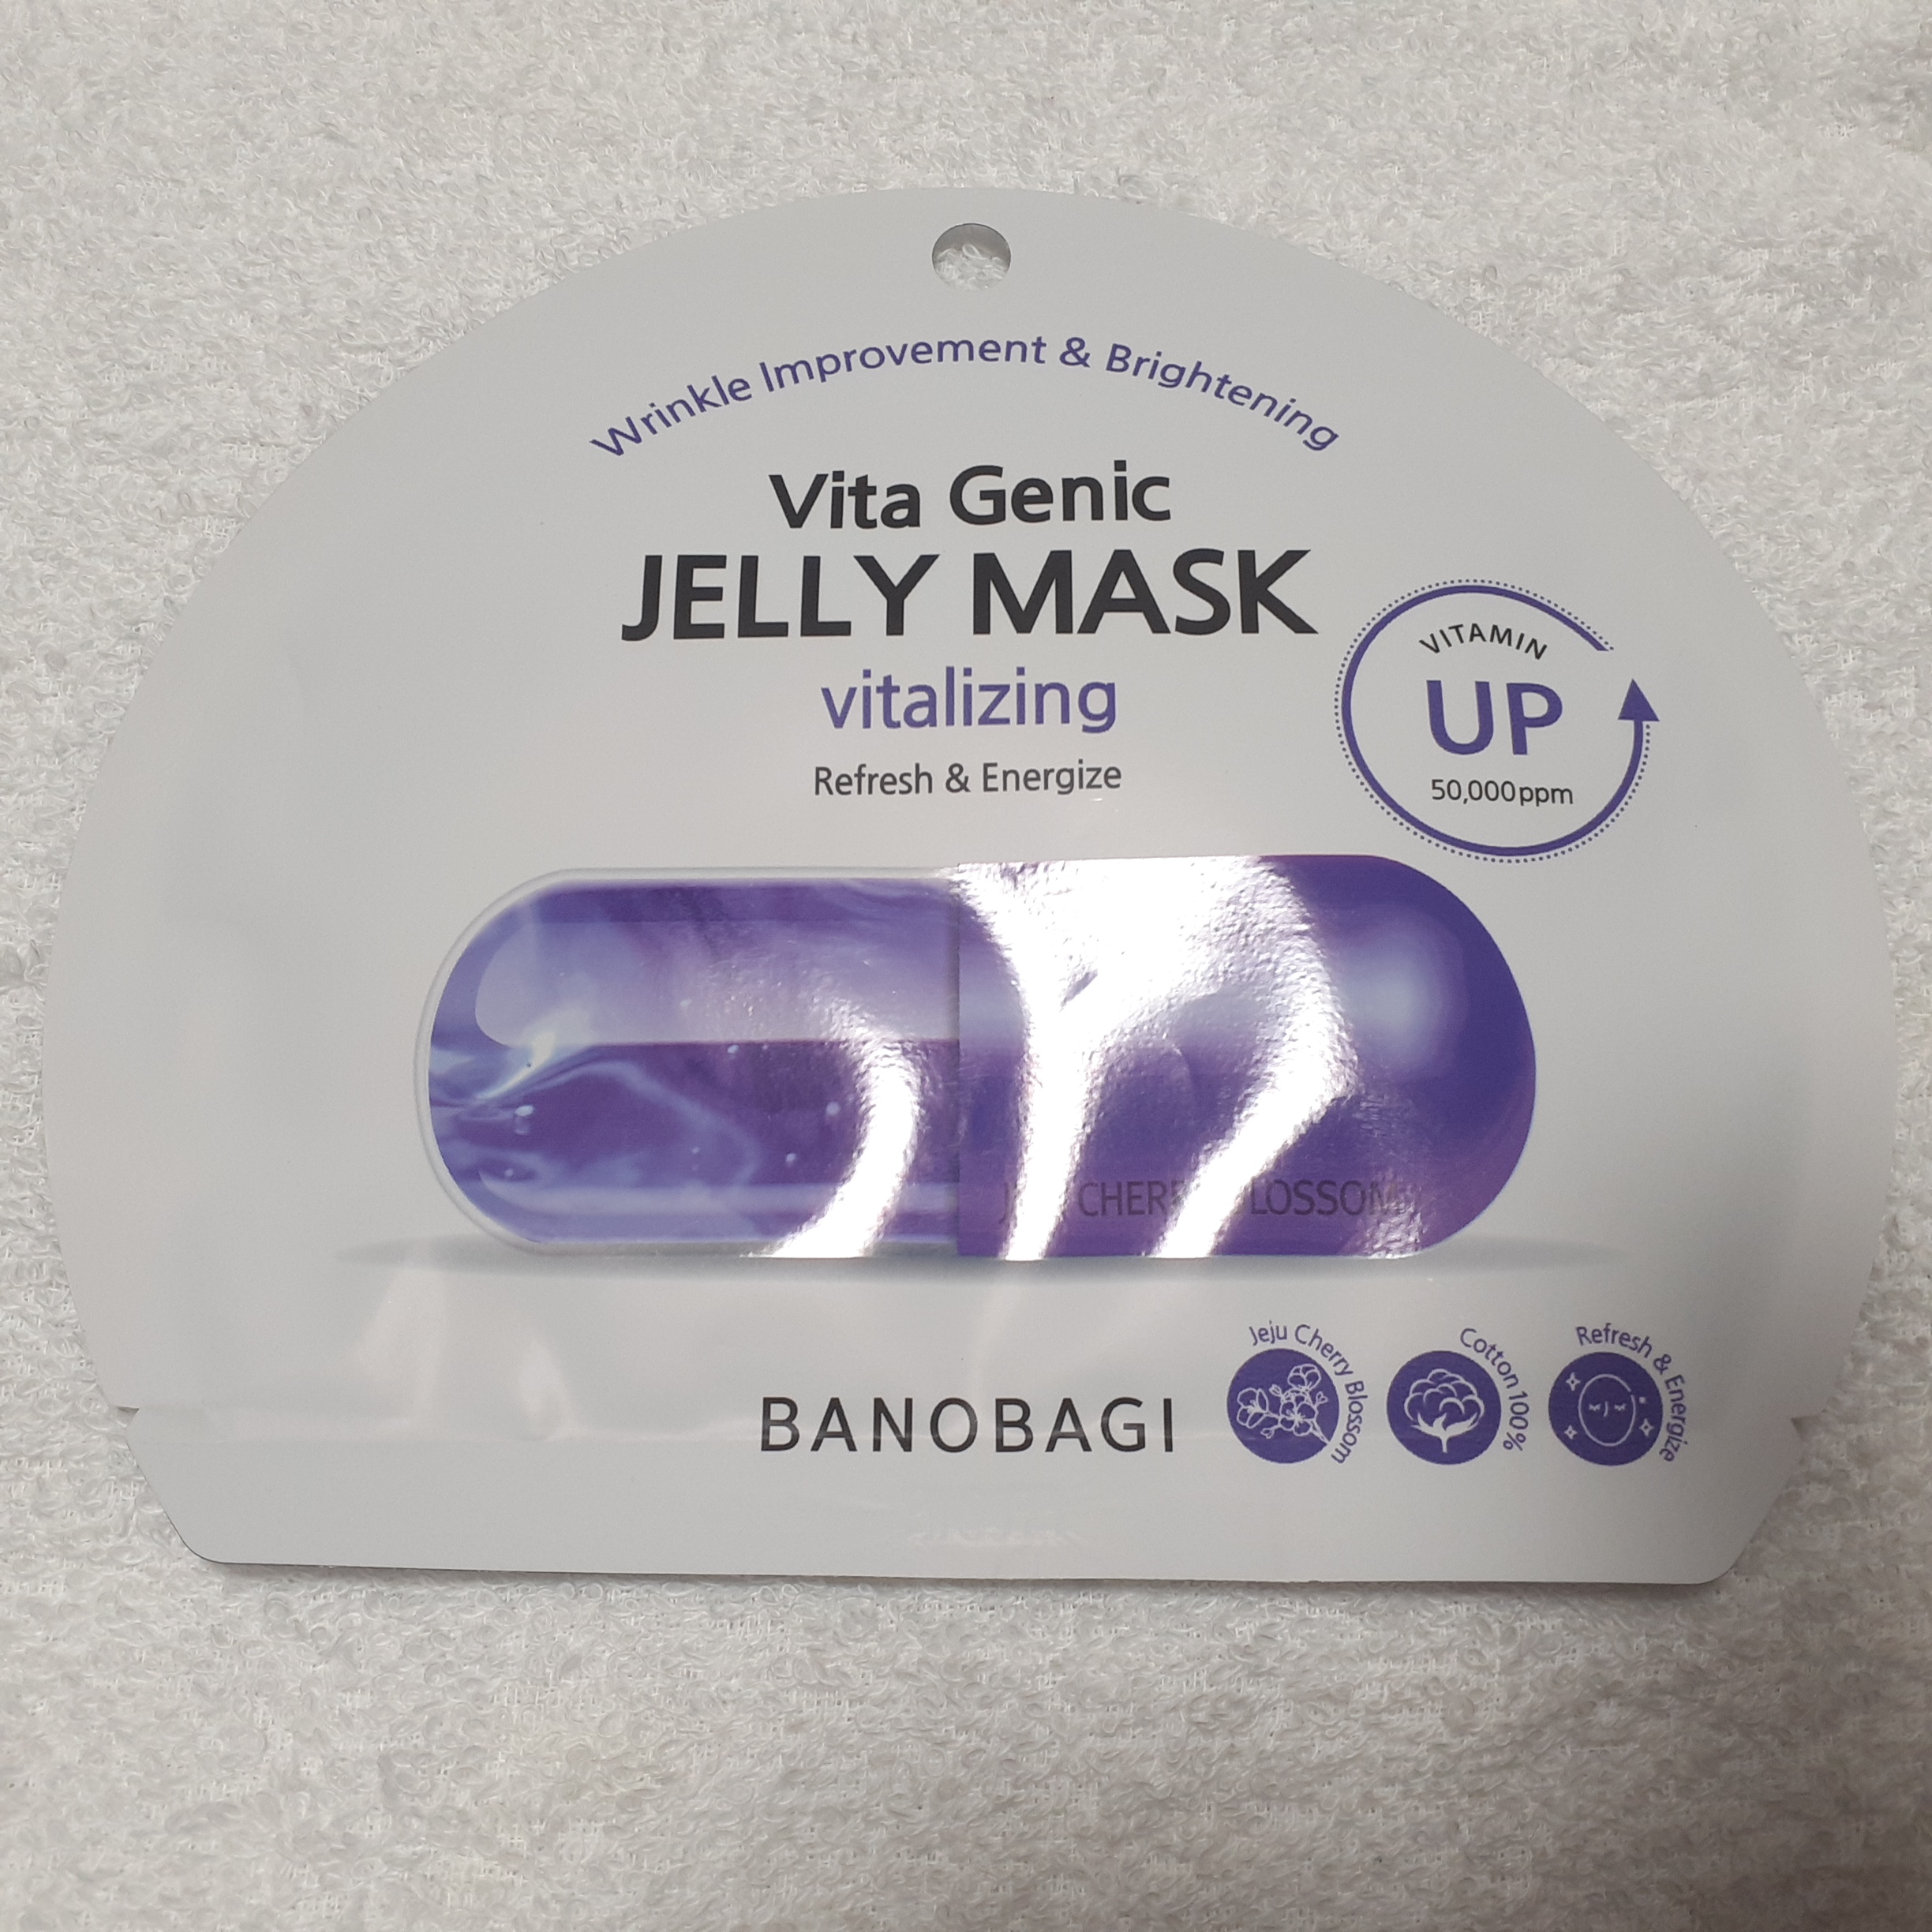 Wrinkle Improvement & Brightening
Vita Genic
JELLY MASK
vitalizing
Refresh & Energize
VITAMIN
UP
50,000ppm
BANOBAGI
Jeju Cherry Blossom
Cotton 100%
Refresh & Energize